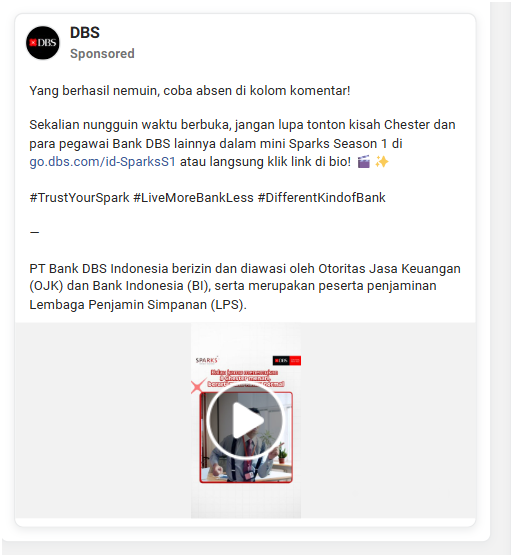 DBS
DBS
Sponsored
Yang berhasil nemuin, coba absen di kolom komentar!
Sekalian nungguin waktu berbuka, jangan lupa tonton kisah Chester dan
para pegawai Bank DBS lainnya dalam mini Sparks Season 1 di
go.dbs.com/id-SparksS1 atau langsung klik link di bio! 🎬 ✨
#TrustYourSpark #LiveMoreBankLess #DifferentKindofBank
—
PT Bank DBS Indonesia berizin dan diawasi oleh Otoritas Jasa Keuangan
(OJK) dan Bank Indonesia (BI), serta merupakan peserta penjaminan
Lembaga Penjamin Simpanan (LPS).
SPARKS
DBS